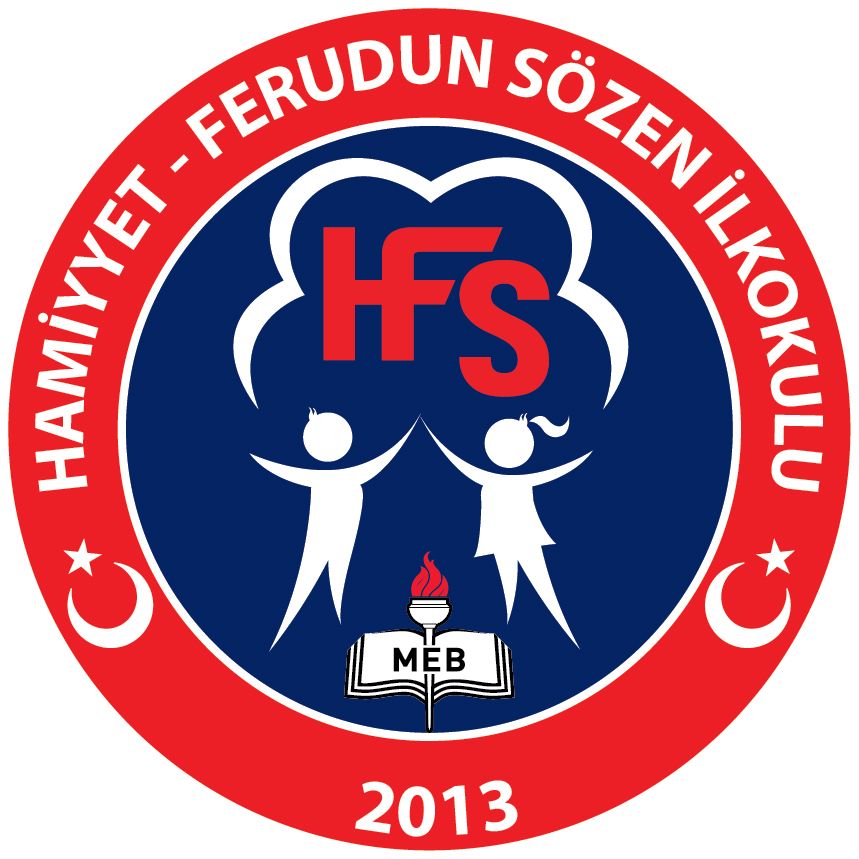 HAMİYYET - FERUDUN SÖZEN İLKOKULU
HFS
MEB
2013